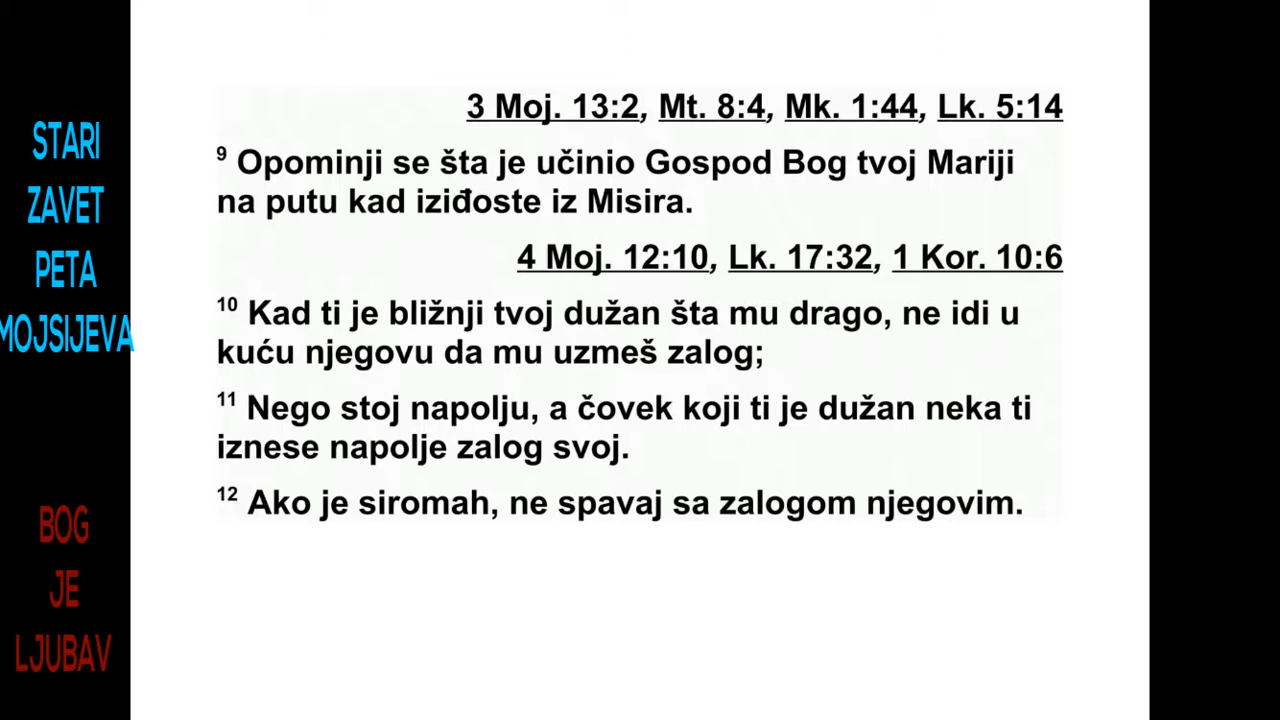 STARI
ZAVET
PETA
MOJSIJEVA
BOG
JE
LJUBAV
3 Moj. 13:2, Mt. 8:4, Mk. 1:44, Lk. 5:14
9 Opominji se šta je učinio Gospod Bog tvoj Mariji
na putu kad iziđoste iz Misira.
4 Moj. 12:10, Lk. 17:32, 1 Kor. 10:6
10 Kad ti je bližnji tvoj dužan šta mu drago, ne idi u
kuću njegovu da mu uzmeš zalog;
11 Nego stoj napolju, a čovek koji ti je dužan neka ti
iznese napolje zalog svoj.
12 Ako je siromah, ne spavaj sa zalogom njegovim.